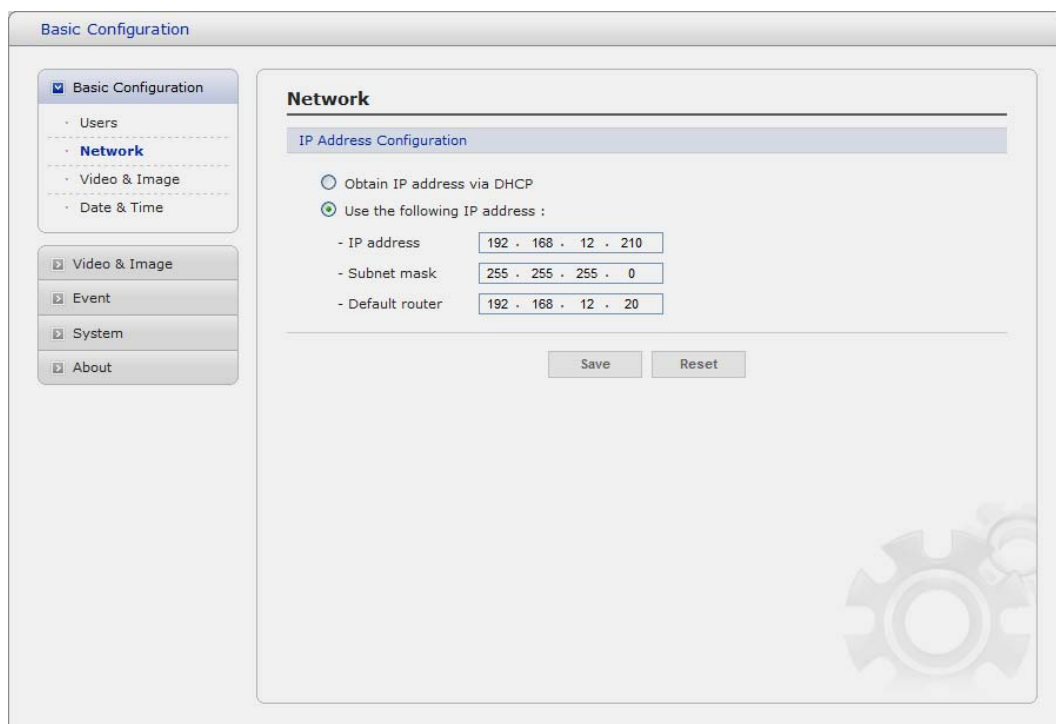 Basic Configuration
Basic Configuration
· Users
· Network
· Video & Image
· Date & Time
Video & Image
Event
System
About
Network
IP Address Configuration
Obtain IP address via DHCP
Use the following IP address :
- IP address 192 . 168 . 12 . 210
- Subnet mask 255 . 255 . 255 . 0
- Default router 192 . 168 . 12 . 20
Save Reset